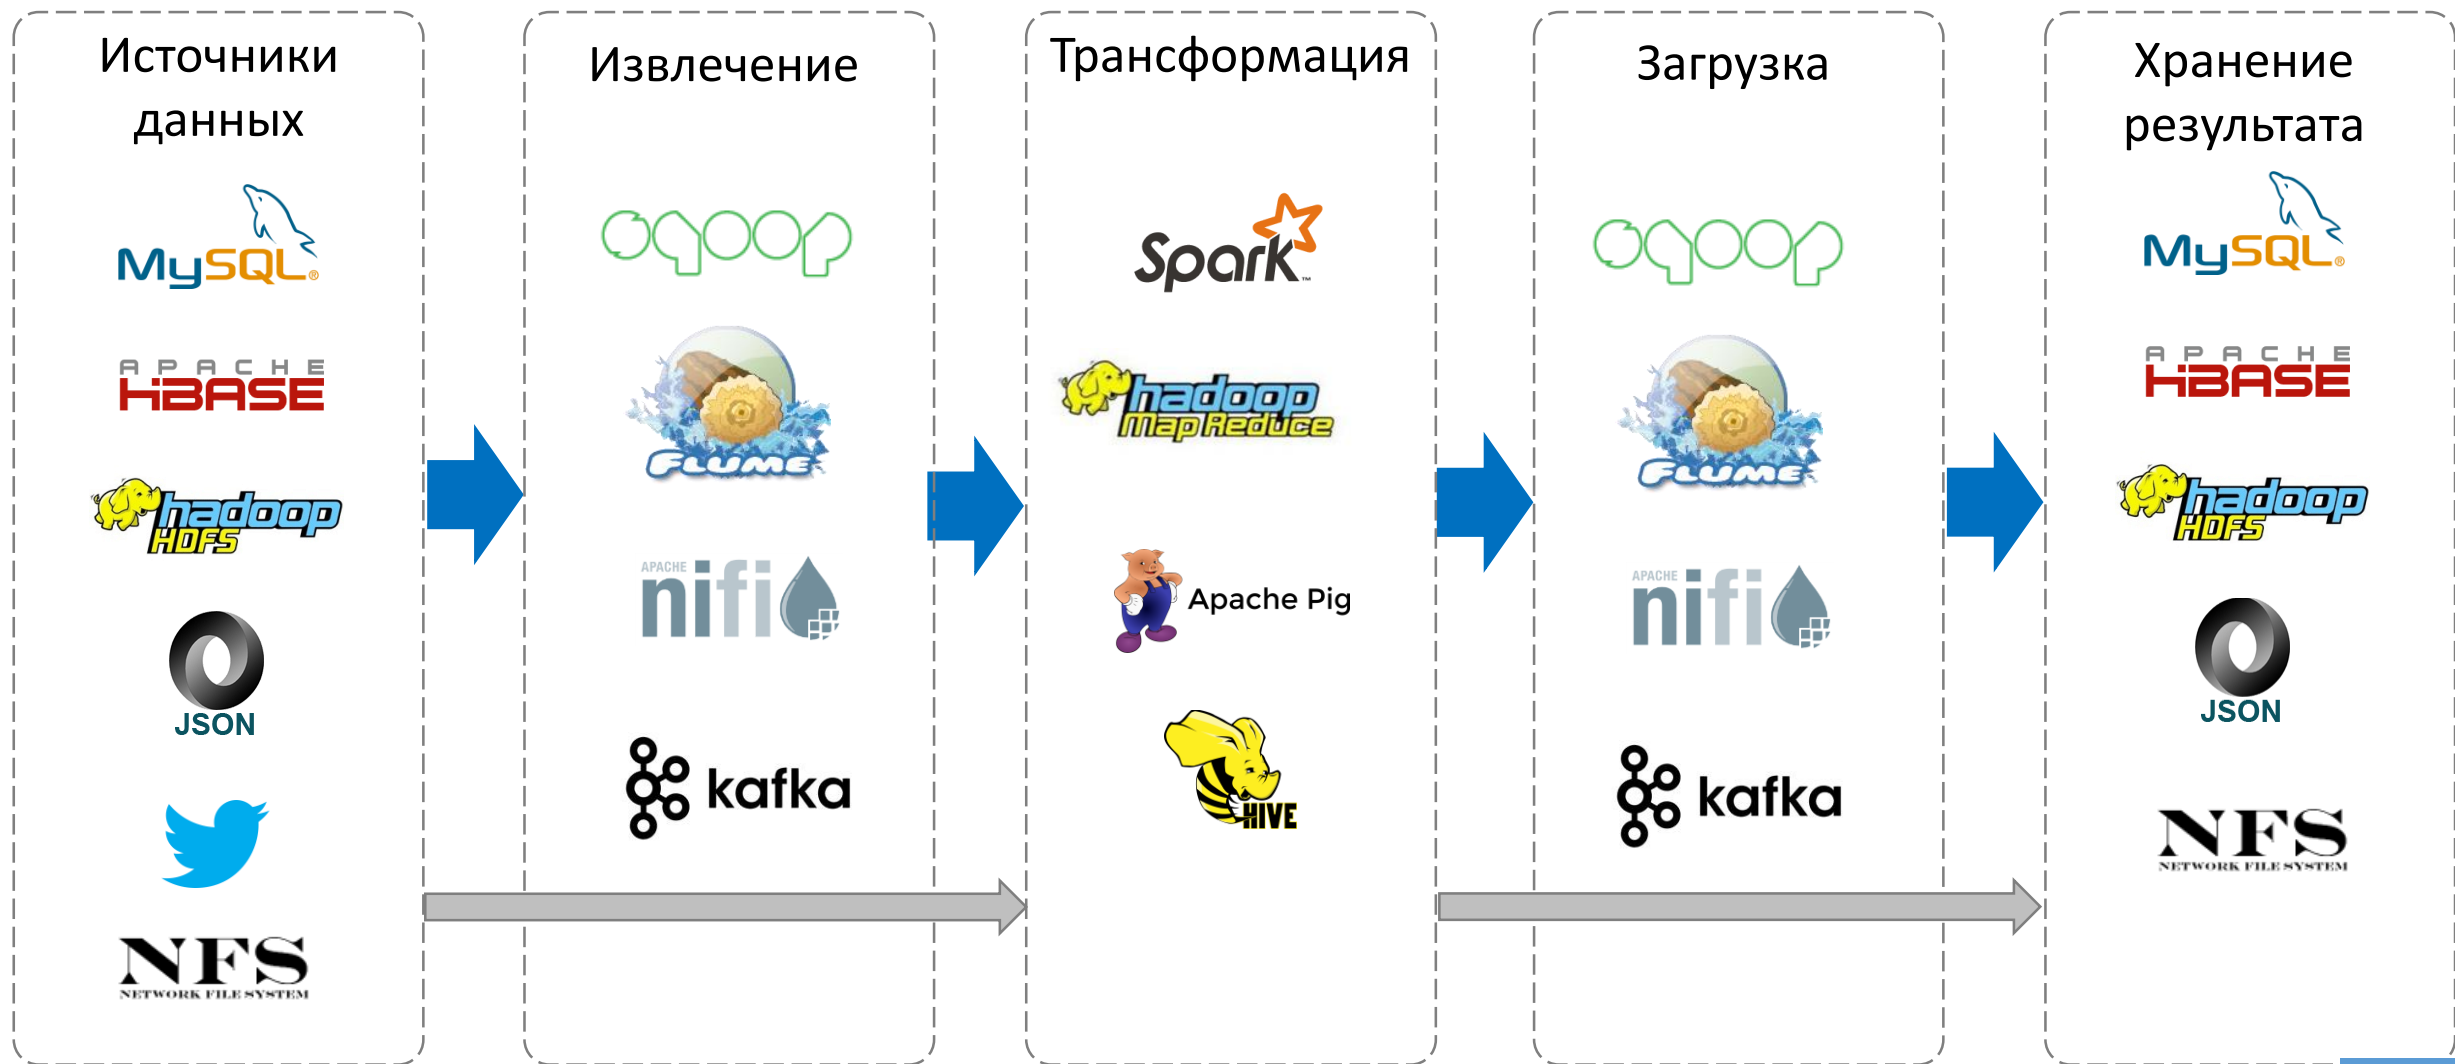 Источники
данных
MySQL®
APACHE
HBASE
hadoop
HDFS
JSON
NFS
NETWORK FILE SYSTEM
Извлечение
sqoop
FLUME
APACHE
nifi
kafka
Трансформация
Spark™
hadoop
Map Reduce
Apache Pig
HIVE
Загрузка
sqoop
FLUME
APACHE
nifi
kafka
Хранение
результата
MySQL®
APACHE
HBASE
hadoop
HDFS
JSON
NFS
NETWORK FILE SYSTEM